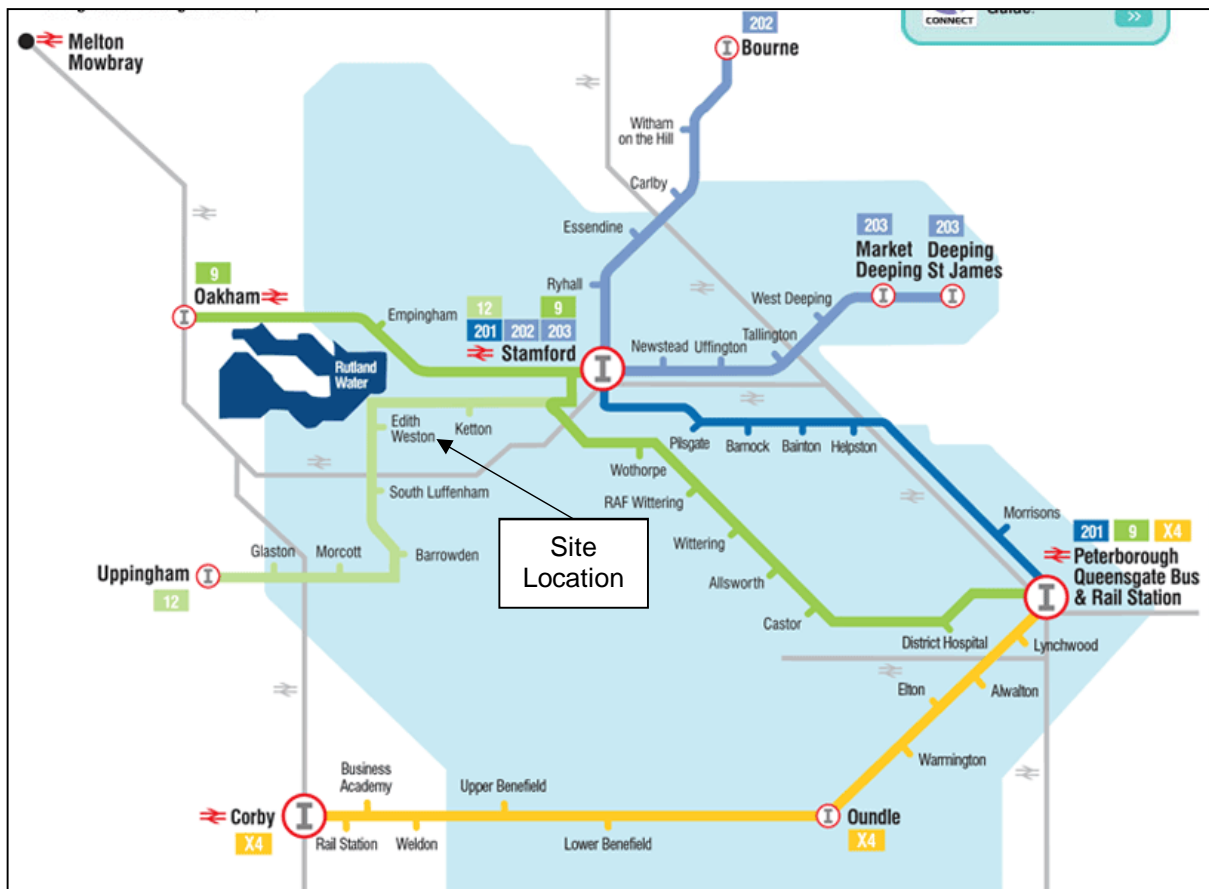 Guide.
CONNECT
>>
202
Bourne
Melton
Mowbray
Witham
on the Hill
Carlby
Essendine
Ryhall
203
Market
Deeping
203
Deeping
St James
West Deeping
Tallington
Newstead
Uffington
9
Oakham
Empingham
12
9
201
202
203
Stamford
Rutland
Water
Edith
Weston
Ketton
South Luffenham
Barrowden
Morcott
Glaston
Uppingham
12
Site
Location
Pilsgate
Barnock
Bainton
Helpston
Morrisons
Wothorpe
RAF Wittering
Wittering
Allsworth
Castor
District Hospital
201
9
X4
Peterborough
Queensgate Bus
& Rail Station
Lynchwood
Alwalton
Elton
Warmington
Oundle
X4
Lower Benefield
Upper Benefield
Weldon
Business
Academy
Rail Station
Corby
X4